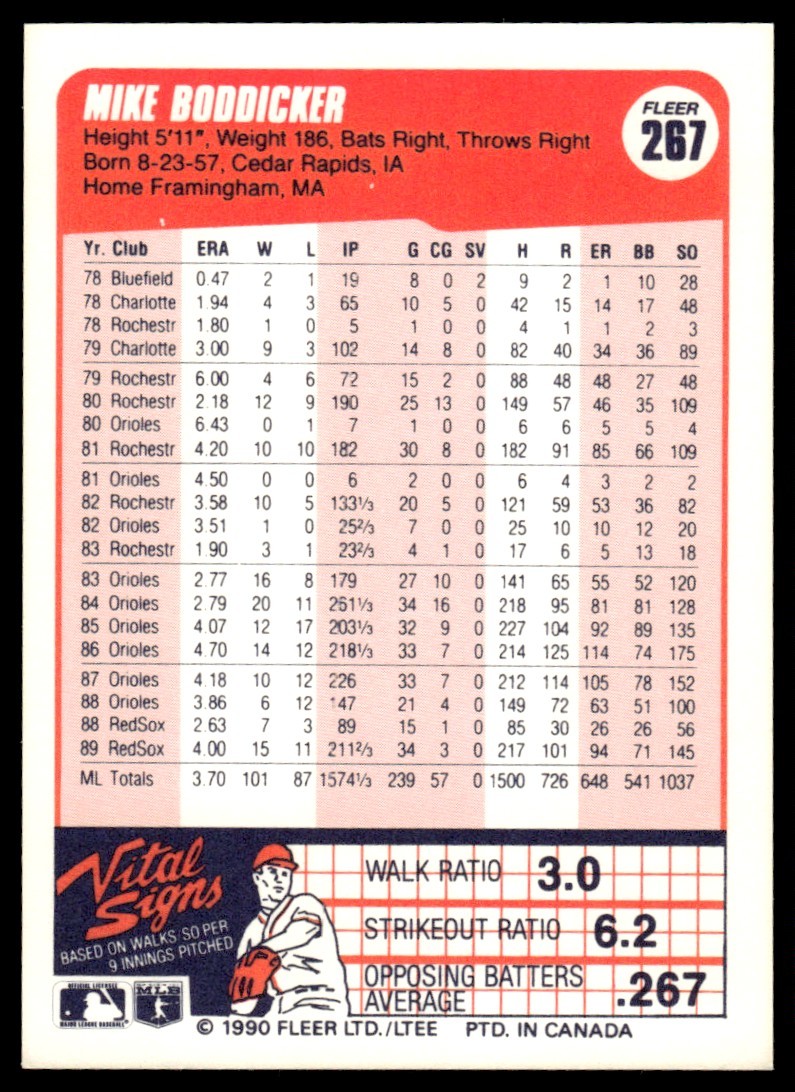 MIKE BODDICKER
FLEER
267
Height 5'11", Weight 186, Bats Right, Throws Right
Born 8-23-57, Cedar Rapids, IA
Home Framingham, MA
Yr. Club ERA W L IP G CG SV H R ER BB SO
78 Bluefield 0.47 2 1 19 8 0 2 9 2 1 10 28
78 Charlotte 1.94 4 3 65 10 5 0 42 15 14 17 48
78 Rochestr 1.80 1 0 5 1 0 0 4 1 1 2 3
79 Charlotte 3.00 9 3 102 14 8 0 82 40 34 36 89
79 Rochestr 6.00 4 6 72 15 2 0 88 48 48 27 48
80 Rochestr 2.18 12 9 190 25 13 0 149 57 46 35 109
80 Orioles 6.43 0 1 7 1 0 0 6 6 5 5 4
81 Rochestr 4.20 10 10 182 30 8 0 182 91 85 66 109
81 Orioles 4.50 0 0 6 2 0 0 6 4 3 2 2
82 Rochestr 3.58 10 5 133⅓ 20 5 0 121 59 53 36 82
82 Orioles 3.51 1 0 25⅔ 7 0 0 25 10 10 12 20
83 Rochestr 1.90 3 1 23⅔ 4 1 0 17 6 5 13 18
83 Orioles 2.77 16 8 179 27 10 0 141 65 55 52 120
84 Orioles 2.79 20 11 261⅓ 34 16 0 218 95 81 81 128
85 Orioles 4.07 12 17 203⅓ 32 9 0 227 104 92 89 135
86 Orioles 4.70 14 12 218⅓ 33 7 0 214 125 114 74 175
87 Orioles 4.18 10 12 226 33 7 0 212 114 105 78 152
88 Orioles 3.86 6 12 147 21 4 0 149 72 63 51 100
88 RedSox 2.63 7 3 89 15 1 0 85 30 26 26 56
89 RedSox 4.00 15 11 211⅔ 34 3 0 217 101 94 71 145
ML Totals 3.70 101 87 1574⅓ 239 57 0 1500 726 648 541 1037
Vital
Signs
BASED ON WALKS/SO PER
9 INNINGS PITCHED
WALK RATIO 3.0
STRIKEOUT RATIO 6.2
OPPOSING BATTERS
AVERAGE .267
OFFICIAL LICENSEE
MAJOR LEAGUE BASEBALL
MLB
© 1990 FLEER LTD./LTEE PTD. IN CANADA